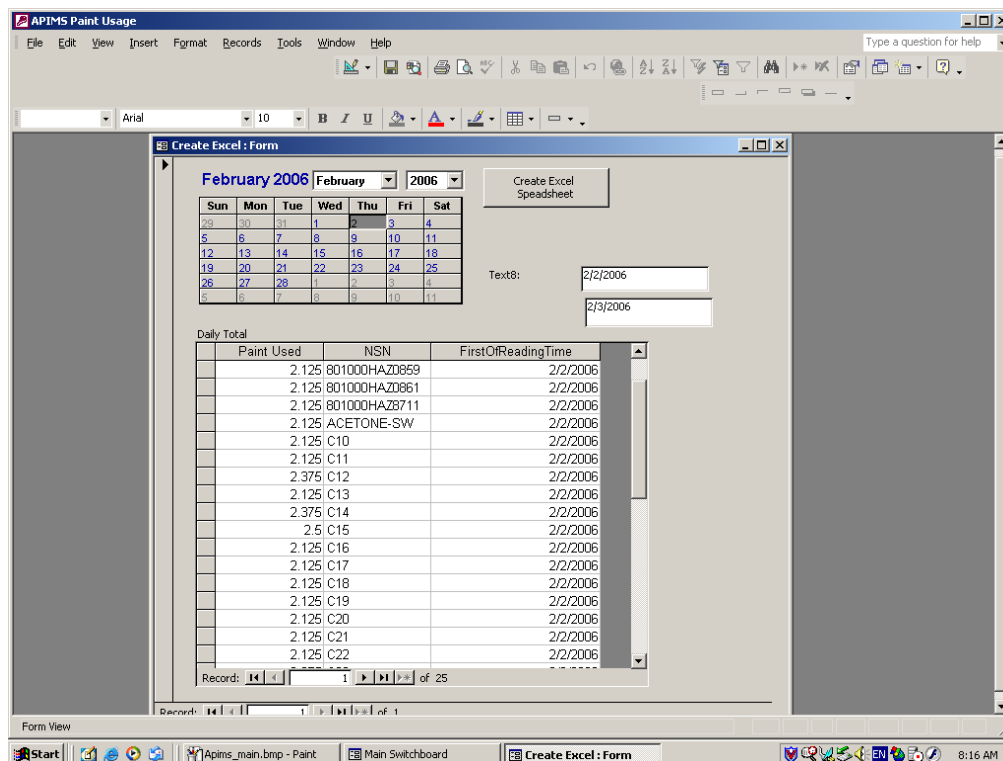 APIMS Paint Usage
File Edit View Insert Format Records Tools Window Help
Type a question for help
Arial 10 B I U A
Create Excel : Form
February 2006 February 2006
Create Excel Speadsheet
Sun Mon Tue Wed Thu Fri Sat
29 30 31 1 2 3 4
5 6 7 8 9 10 11
12 13 14 15 16 17 18
19 20 21 22 23 24 25
26 27 28 1 2 3 4
5 6 7 8 9 10 11
Text8: 2/2/2006
2/3/2006
Daily Total
Paint Used NSN FirstOfReadingTime
2.125 801000HAZ0859 2/2/2006
2.125 801000HAZ0861 2/2/2006
2.125 801000HAZ8711 2/2/2006
2.125 ACETONE-SW 2/2/2006
2.125 C10 2/2/2006
2.125 C11 2/2/2006
2.375 C12 2/2/2006
2.125 C13 2/2/2006
2.375 C14 2/2/2006
2.5 C15 2/2/2006
2.125 C16 2/2/2006
2.125 C17 2/2/2006
2.125 C18 2/2/2006
2.125 C19 2/2/2006
2.125 C20 2/2/2006
2.125 C21 2/2/2006
2.125 C22 2/2/2006
Record: 1 of 25
Record: 1 of 1
Form View
Start Apims_main.bmp - Paint Main Switchboard Create Excel : Form EN 8:16 AM